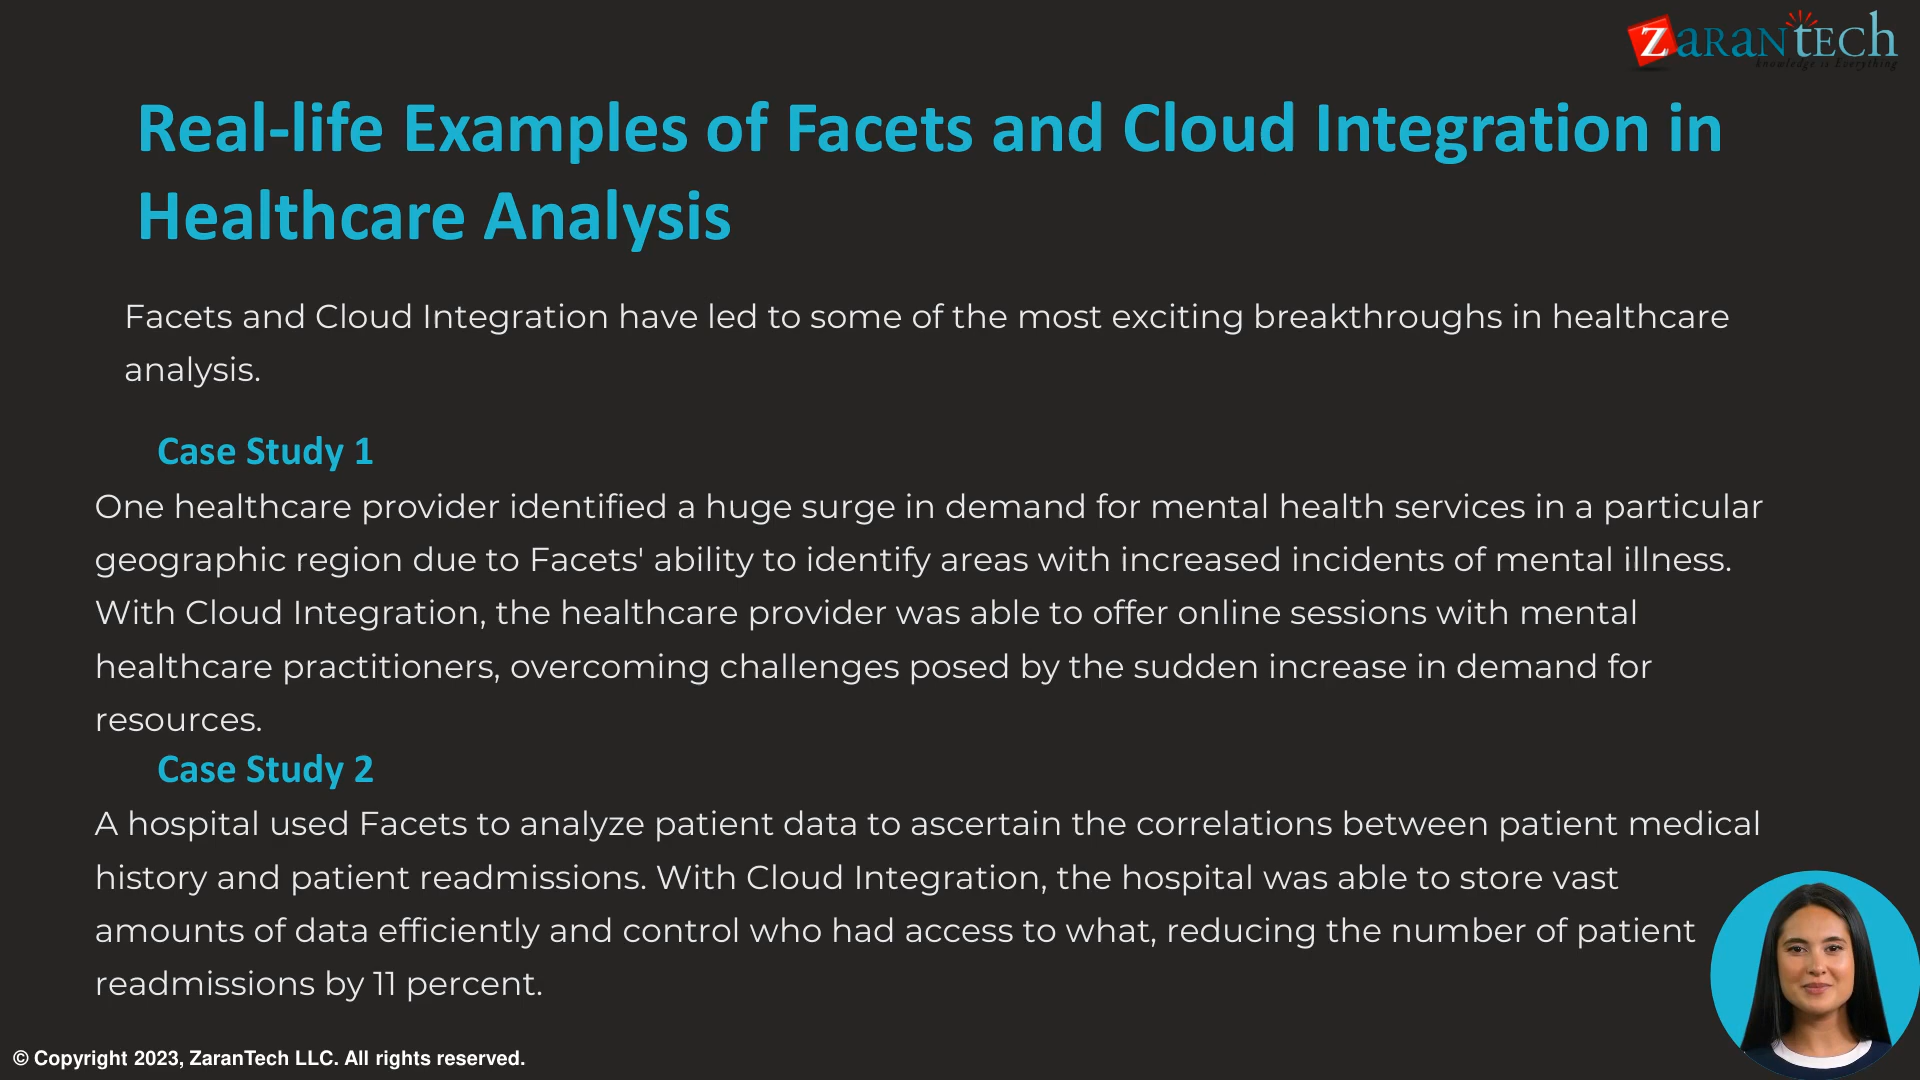 ZaranTech
knowledge is Everything
Real-life Examples of Facets and Cloud Integration in
Healthcare Analysis
Facets and Cloud Integration have led to some of the most exciting breakthroughs in healthcare
analysis.
Case Study 1
One healthcare provider identified a huge surge in demand for mental health services in a particular
geographic region due to Facets' ability to identify areas with increased incidents of mental illness.
With Cloud Integration, the healthcare provider was able to offer online sessions with mental
healthcare practitioners, overcoming challenges posed by the sudden increase in demand for
resources.
Case Study 2
A hospital used Facets to analyze patient data to ascertain the correlations between patient medical
history and patient readmissions. With Cloud Integration, the hospital was able to store vast
amounts of data efficiently and control who had access to what, reducing the number of patient
readmissions by 11 percent.
© Copyright 2023, ZaranTech LLC. All rights reserved.